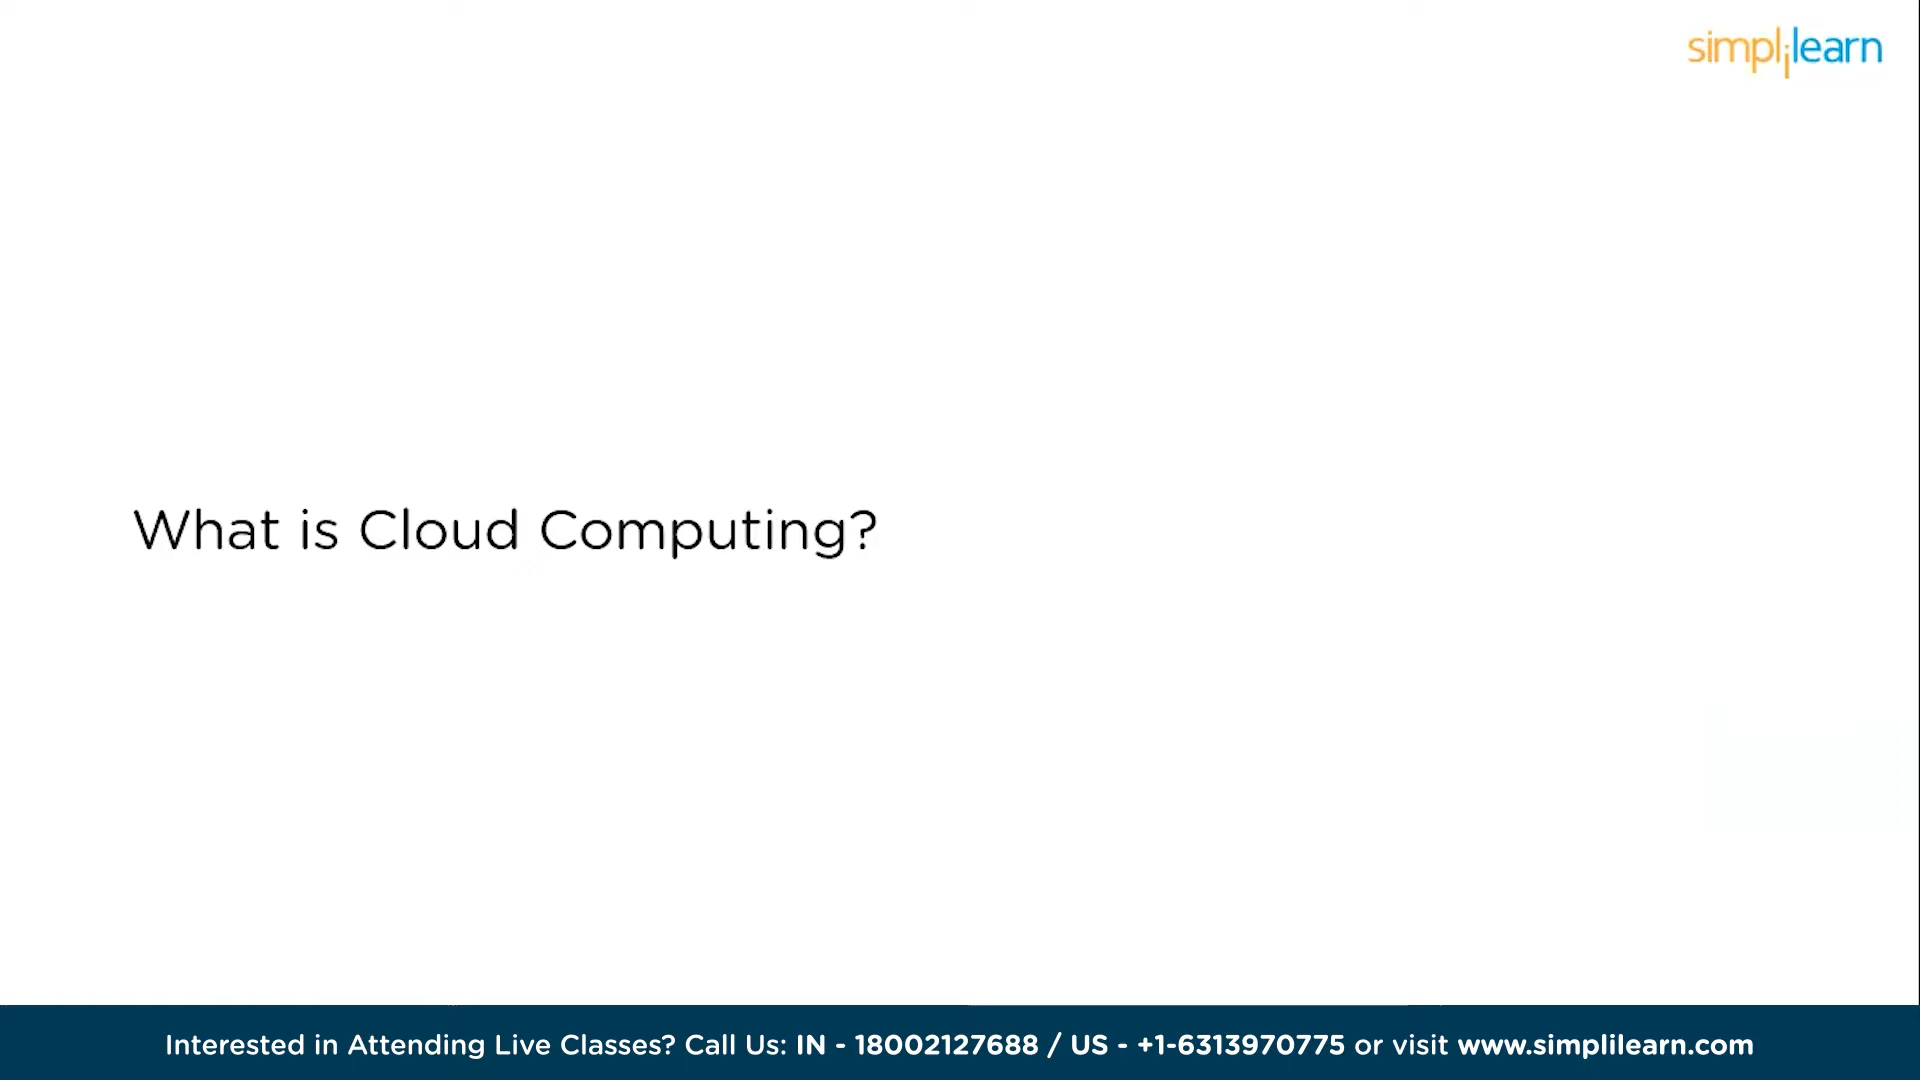 simplilearn
What is Cloud Computing?
Interested in Attending Live Classes? Call Us: IN - 18002127688 / US - +1-6313970775 or visit www.simplilearn.com